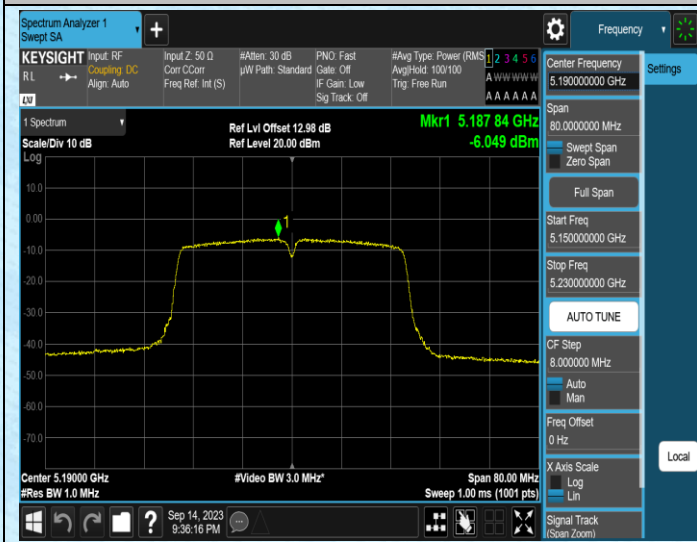 Spectrum Analyzer 1
Swept SA
Frequency
KEYSIGHT
R L
LXI
Input: RF
Coupling: DC
Align: Auto
Input Z: 50 Ω
Corr CCorr
Freq Ref: Int (S)
#Atten: 30 dB
µW Path: Standard
PNO: Fast
Gate: Off
IF Gain: Low
Sig Track: Off
#Avg Type: Power (RMS
Avg|Hold: 100/100
Trig: Free Run
1 2 3 4 5 6
A W W W W W
A A A A A A
1 Spectrum
Scale/Div 10 dB
Log
Ref Lvl Offset 12.98 dB
Ref Level 20.00 dBm
Mkr1 5.187 84 GHz
-6.049 dBm
1
10.0
0.00
-10.0
-20.0
-30.0
-40.0
-50.0
-60.0
-70.0
Center 5.19000 GHz
#Res BW 1.0 MHz
#Video BW 3.0 MHz*
Span 80.00 MHz
Sweep 1.00 ms (1001 pts)
?
Sep 14, 2023
9:36:16 PM
Center Frequency
5.190000000 GHz
Span
80.0000000 MHz
Swept Span
Zero Span
Full Span
Start Freq
5.150000000 GHz
Stop Freq
5.230000000 GHz
AUTO TUNE
CF Step
8.000000 MHz
Auto
Man
Freq Offset
0 Hz
X Axis Scale
Log
Lin
Signal Track
(Span Zoom)
Settings
Local